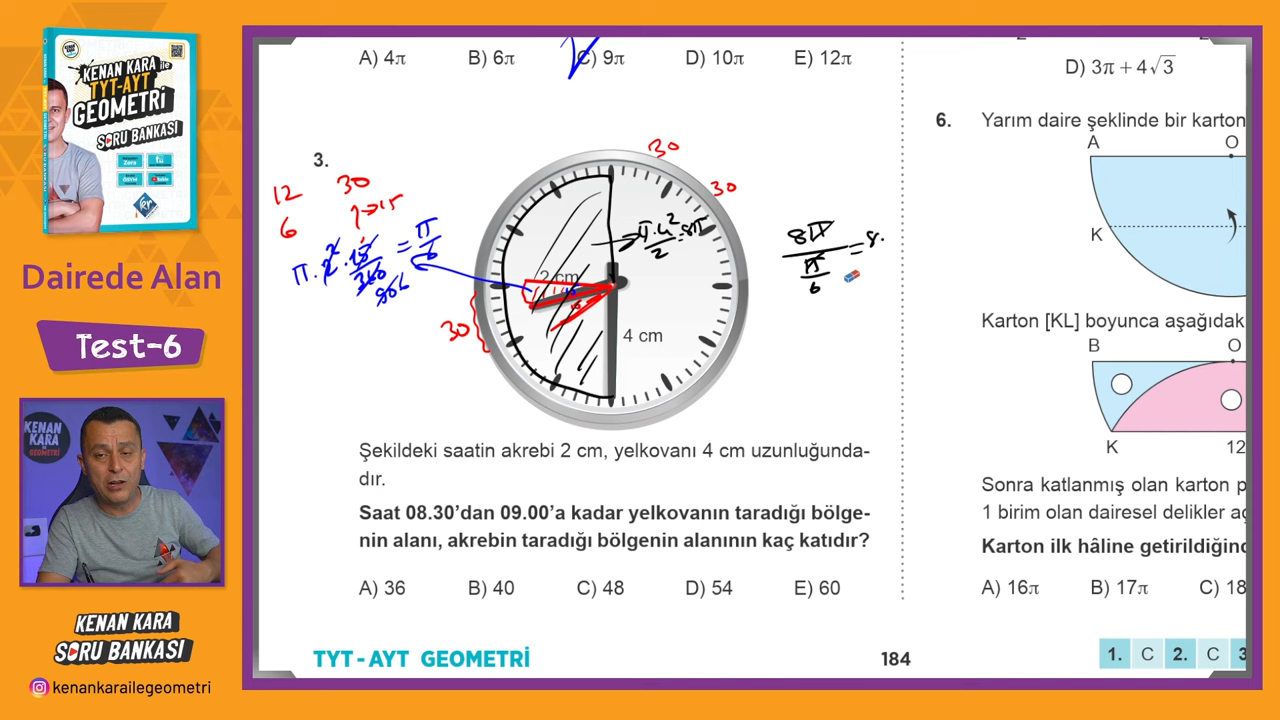 KENAN KARA ile
TYT-AYT
GEOMETRİ
SORU BANKASI
Dairede Alan
Test-6
KENAN KARA
SORU BANKASI
kenankarailegeometri
A) 4π B) 6π C) 9π D) 10π E) 12π
3.
12 30
6
30
30
30
2 cm
4 cm
Şekildeki saatin akrebi 2 cm, yelkovanı 4 cm uzunluğunda-
dır.
Saat 08.30'dan 09.00'a kadar yelkovanın taradığı bölge-
nin alanı, akrebin taradığı bölgenin alanının kaç katıdır?
A) 36 B) 40 C) 48 D) 54 E) 60
TYT - AYT GEOMETRİ
184
D) 3π + 4√3
6. Yarım daire şeklinde bir karton
A O
K
Karton [KL] boyunca aşağıdak
B O
K 12
Sonra katlanmış olan karton p
1 birim olan dairesel delikler aç
Karton ilk hâline getirildiğind
A) 16π B) 17π C) 18
1. C 2. C 3